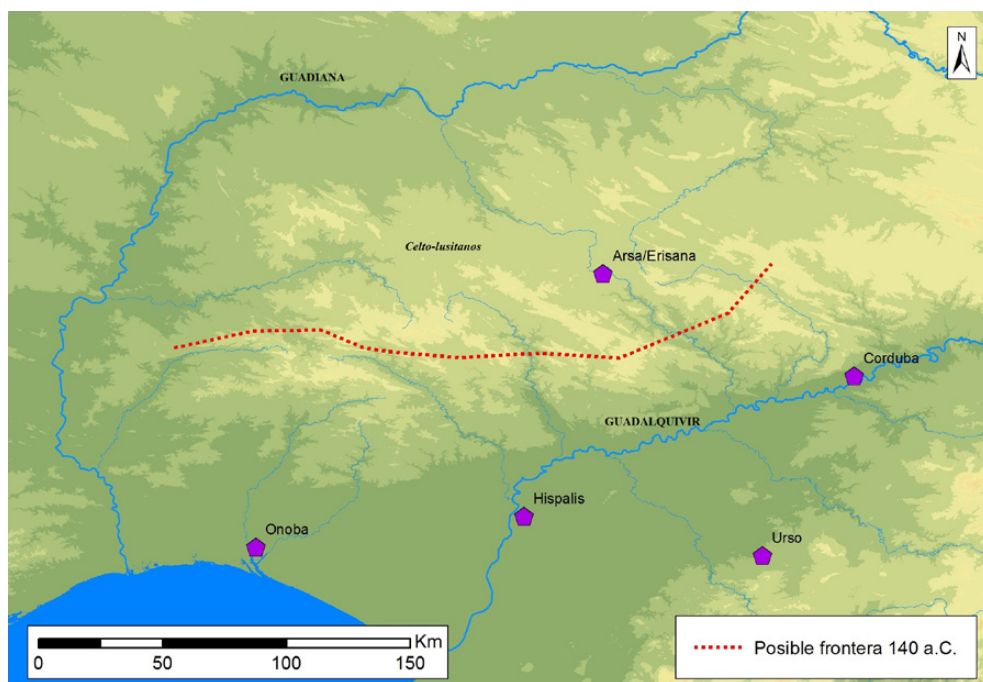 N
GUADIANA
Celto-lusitanos
Arsa/Erisana
Corduba
GUADALQUIVIR
Hispalis
Onoba
Urso
Km
0 50 100 150
Posible frontera 140 a.C.